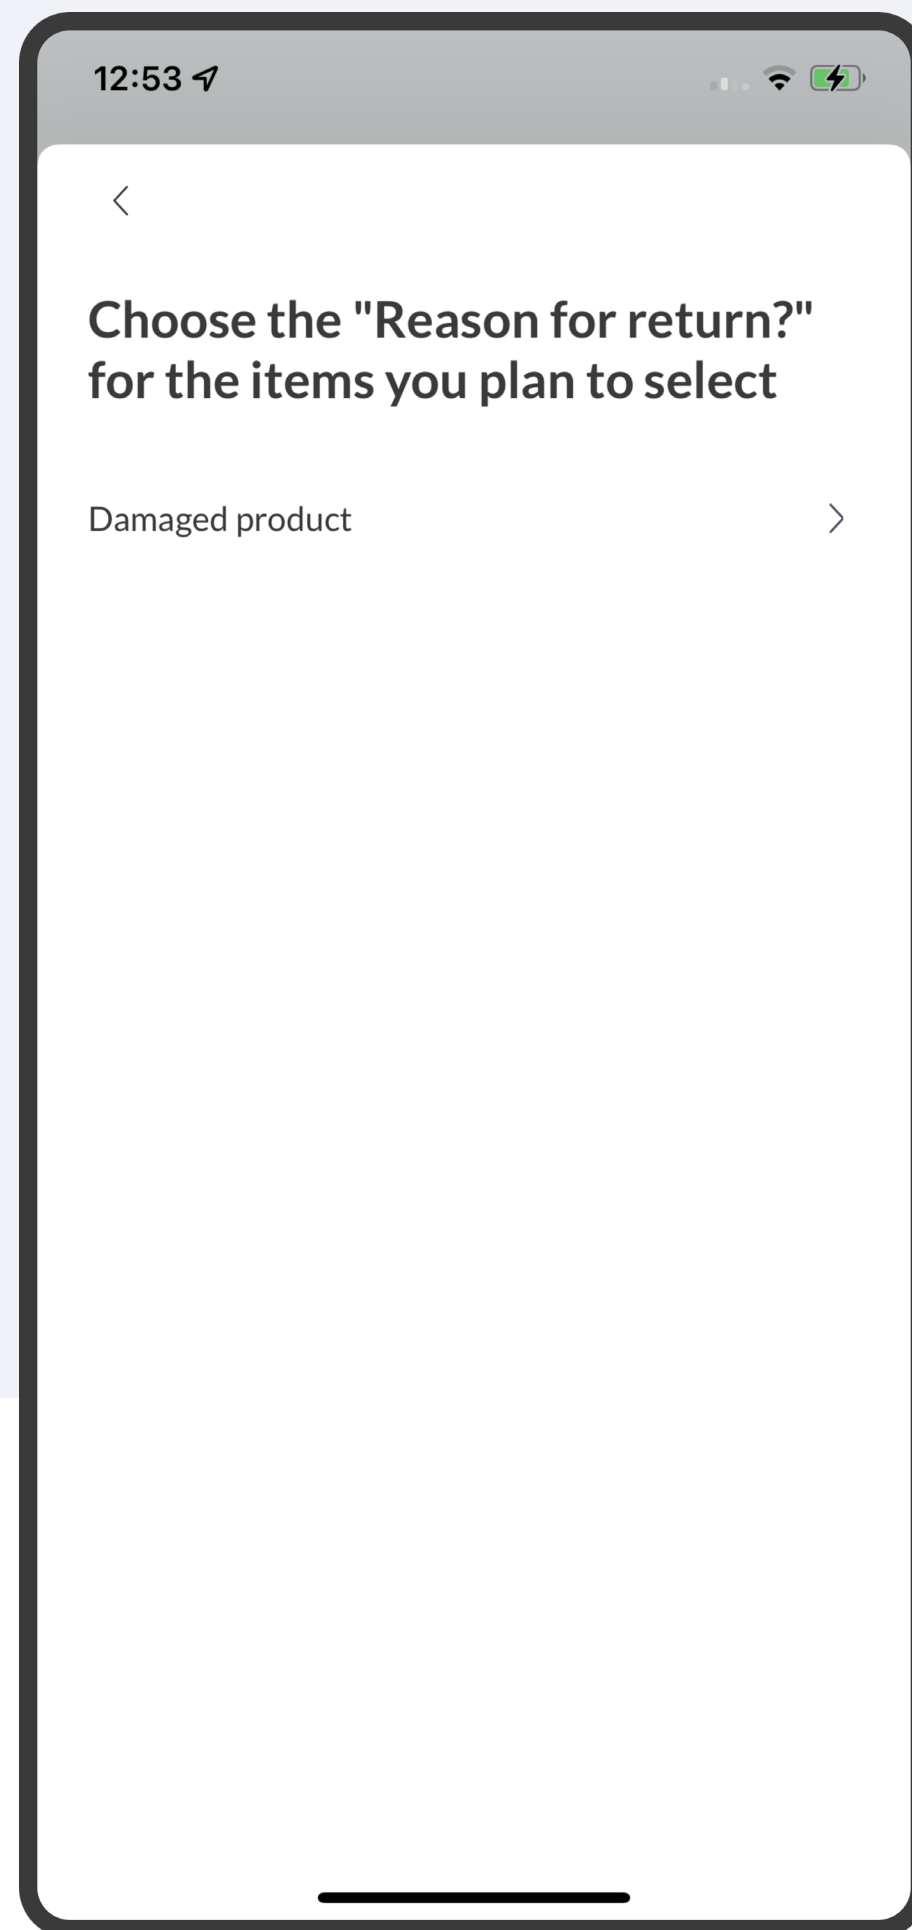 12:53
Choose the "Reason for return?"
for the items you plan to select
Damaged product